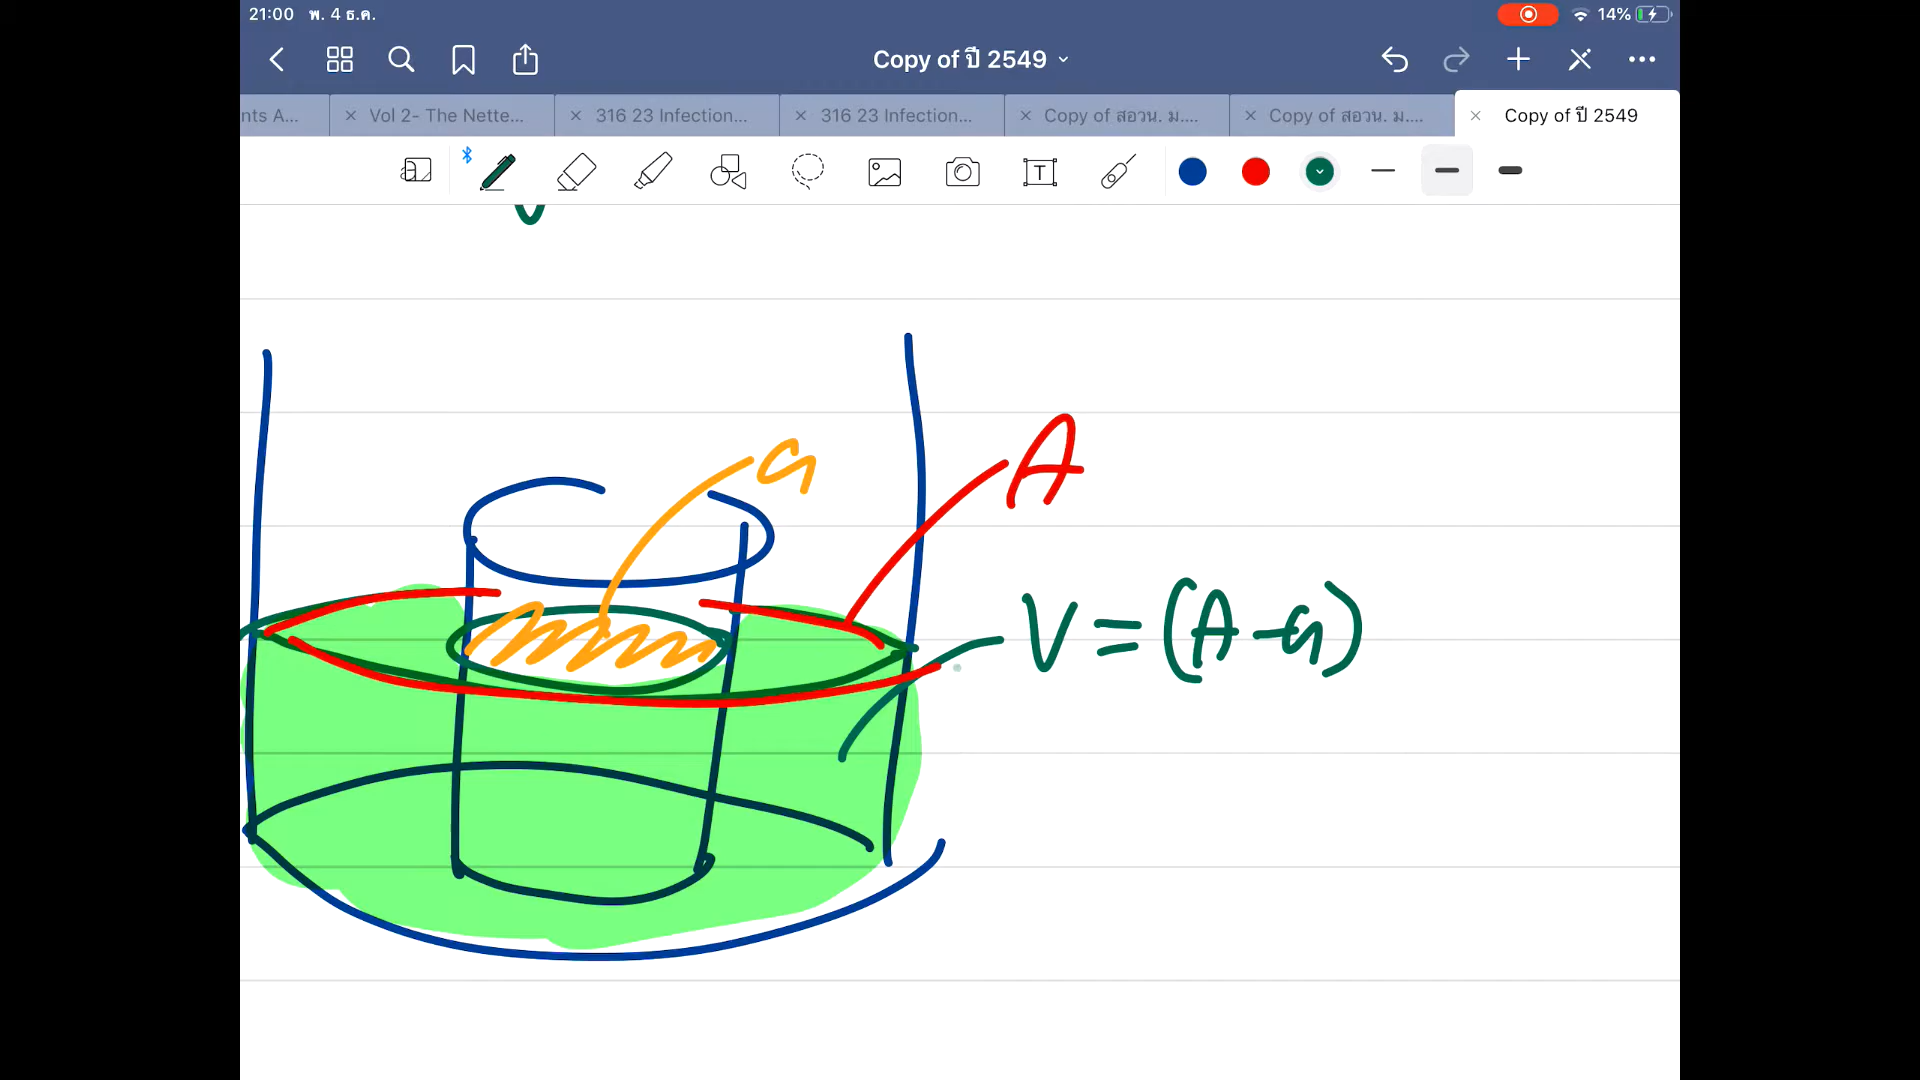 21:00 พ. 4 ธ.ค.
14%
Copy of ปี 2549
nts A...
Vol 2- The Nette...
316 23 Infection...
316 23 Infection...
Copy of สอวน. ม....
Copy of สอวน. ม....
Copy of ปี 2549
T
a
A
V = (A-a)